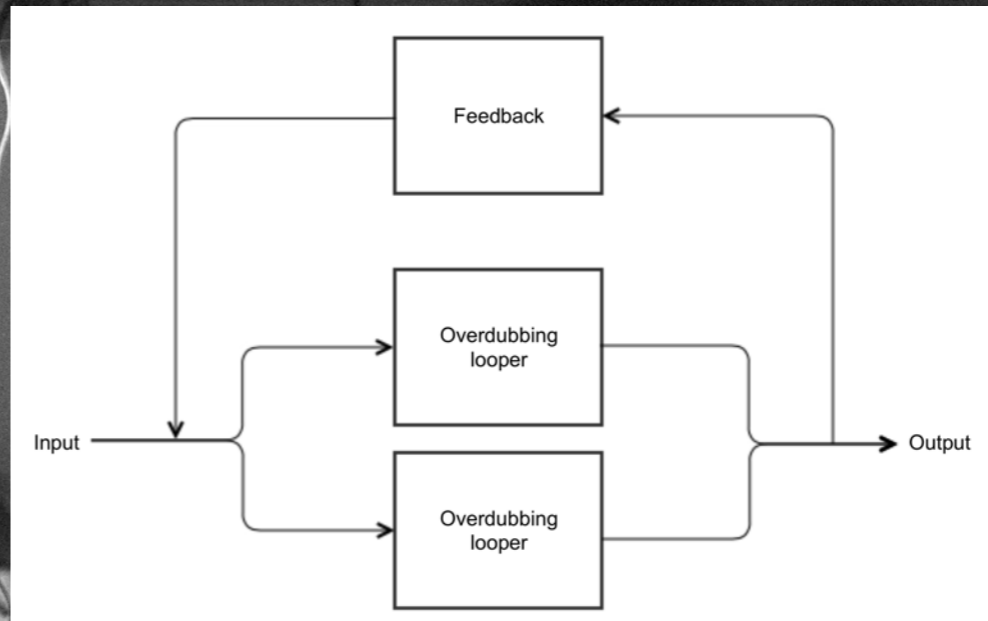 Feedback
Overdubbing
looper
Input
Output
Overdubbing
looper